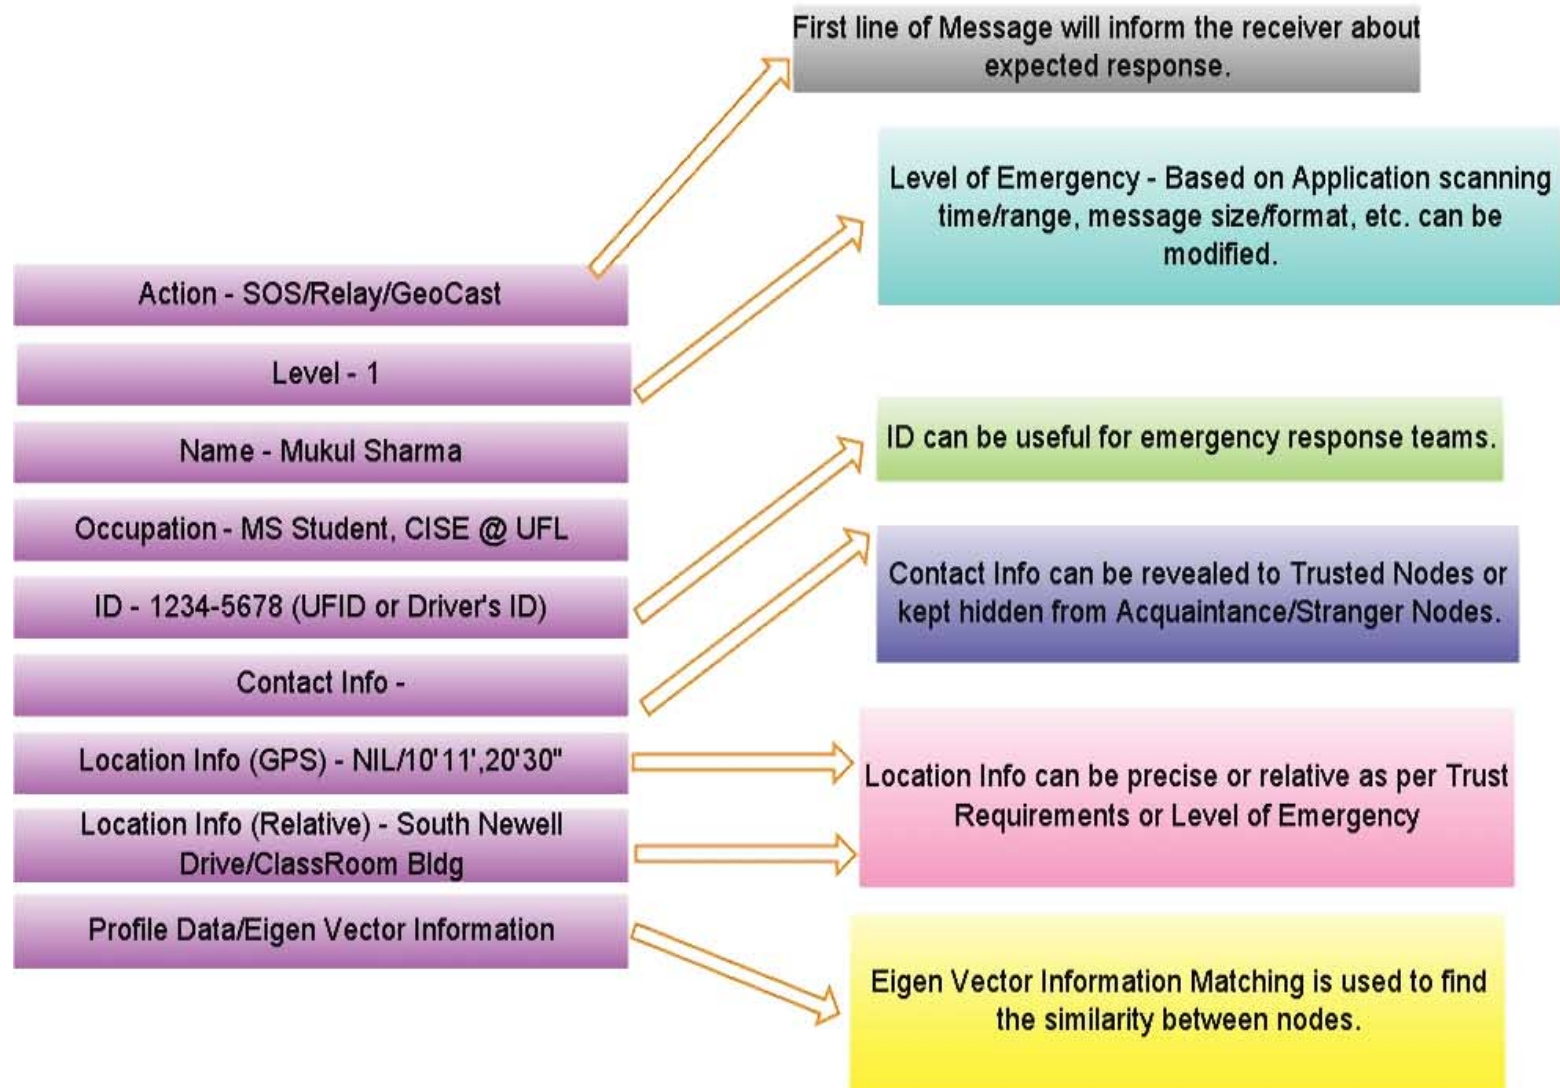 First line of Message will inform the receiver about
expected response.
Level of Emergency - Based on Application scanning
time/range, message size/format, etc. can be
modified.
Action - SOS/Relay/GeoCast
Level - 1
Name - Mukul Sharma
Occupation - MS Student, CISE @ UFL
ID - 1234-5678 (UFID or Driver's ID)
Contact Info -
Location Info (GPS) - NIL/10'11',20'30"
Location Info (Relative) - South Newell
Drive/ClassRoom Bldg
Profile Data/Eigen Vector Information
ID can be useful for emergency response teams.
Contact Info can be revealed to Trusted Nodes or
kept hidden from Acquaintance/Stranger Nodes.
Location Info can be precise or relative as per Trust
Requirements or Level of Emergency
Eigen Vector Information Matching is used to find
the similarity between nodes.